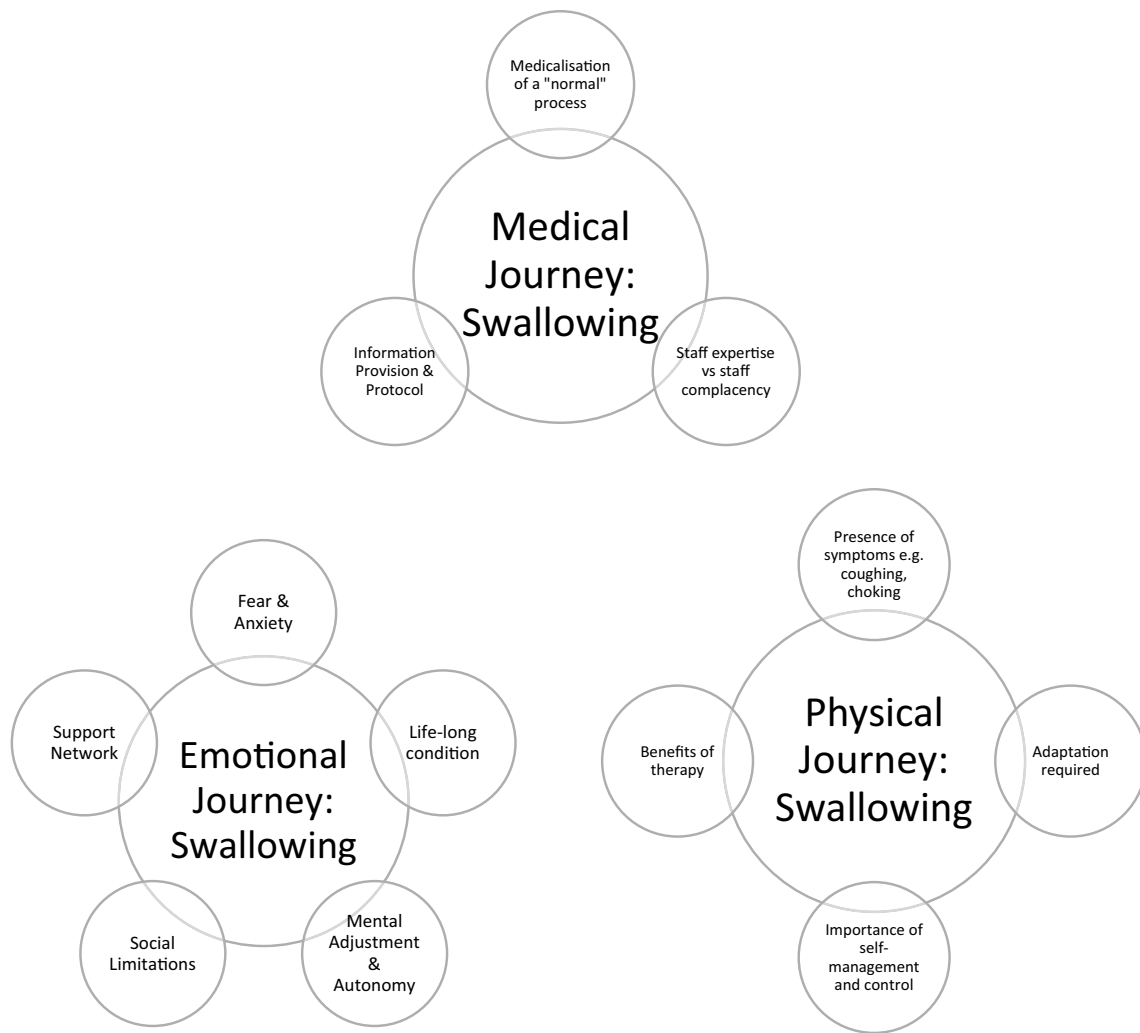 Medicalisation
of a "normal"
process
Medical
Journey:
Swallowing
Information
Provision &
Protocol
Staff expertise
vs staff
complacency
Fear &
Anxiety
Support
Network
Emotional
Journey:
Swallowing
Life-long
condition
Social
Limitations
Mental
Adjustment
&
Autonomy
Presence of
symptoms e.g.
coughing,
choking
Benefits of
therapy
Physical
Journey:
Swallowing
Adaptation
required
Importance of
self-
management
and control